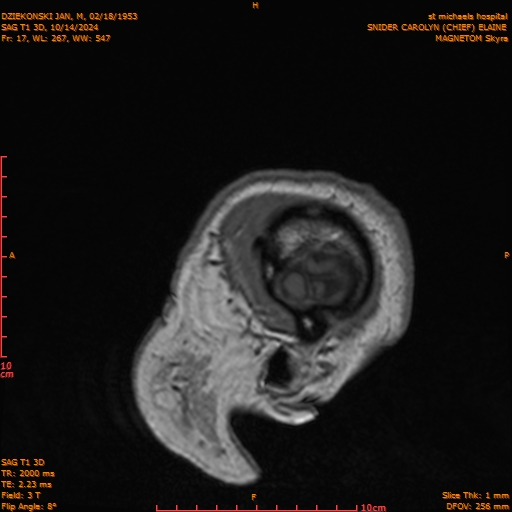 H
DZIEKONSKI JAN, M, 02/18/1953
SAG T1 3D, 10/14/2024
Fr: 17, WL: 267, WW: 547
st michaels hospital
SNIDER CAROLYN (CHIEF) ELAINE
MAGNETOM Skyra
A
P
10
cm
SAG T1 3D
TR: 2000 ms
TE: 2.23 ms
Field: 3 T
Flip Angle: 8°
F
10cm
Slice Thk: 1 mm
DFOV: 256 mm